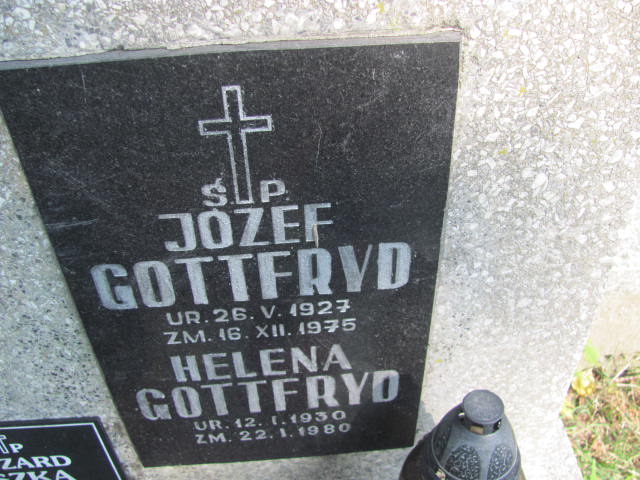 Ś P.
JÓZEF
GOTTFRYD
UR. 26. V. 1927
ZM. 16. XII. 1975
HELENA
GOTTFRYD
UR. 12. I. 1930
ZM. 22. I. 1980
P